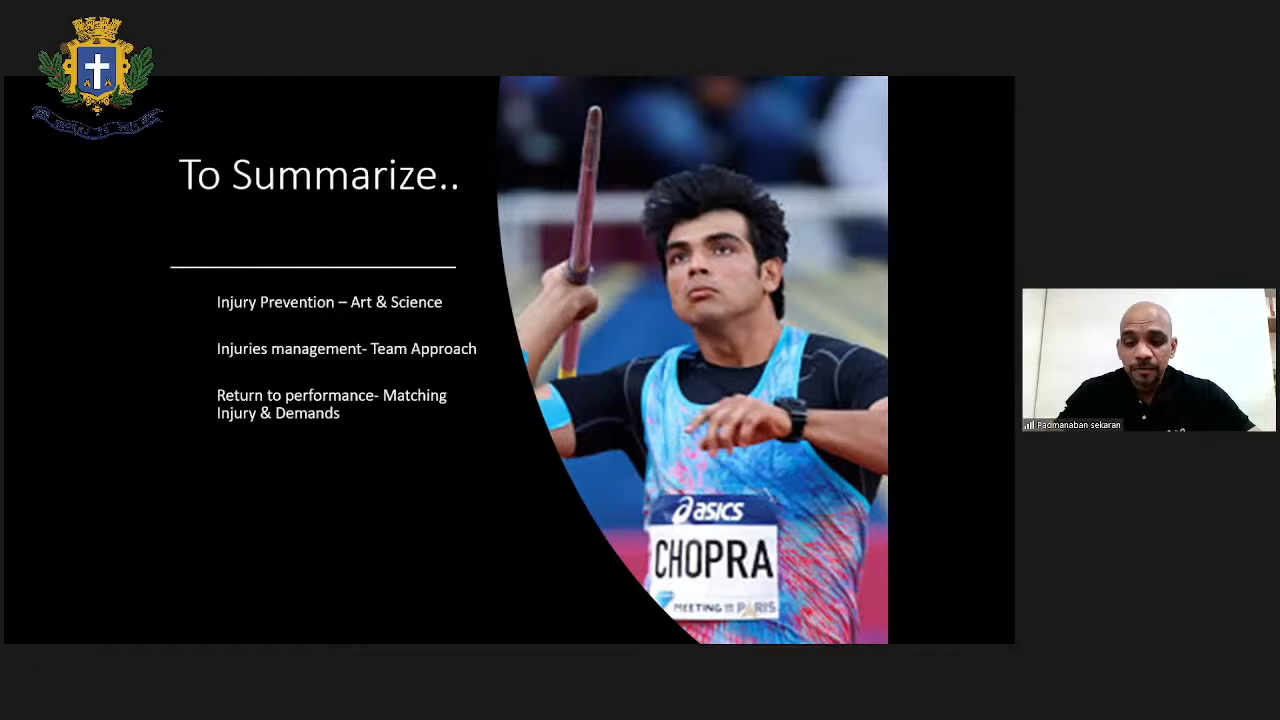 To Summarize..
Injury Prevention – Art & Science
Injuries management- Team Approach
Return to performance- Matching
Injury & Demands
asics
CHOPRA
MEETING
PARIS
Padmanaban sekaran